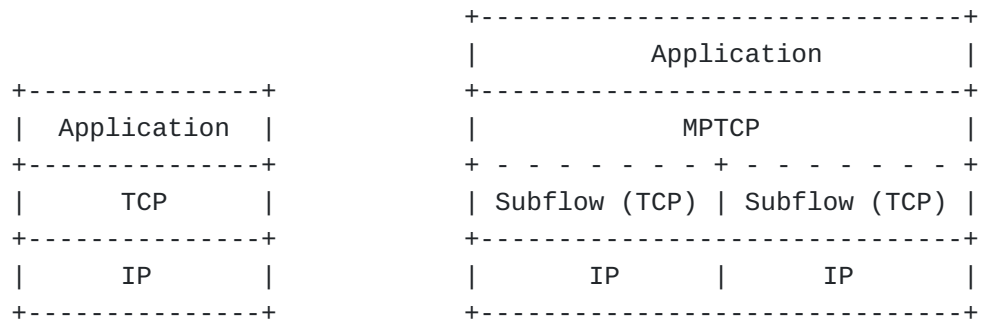 Application
Application
MPTCP
TCP
Subflow (TCP) Subflow (TCP)
IP
IP IP